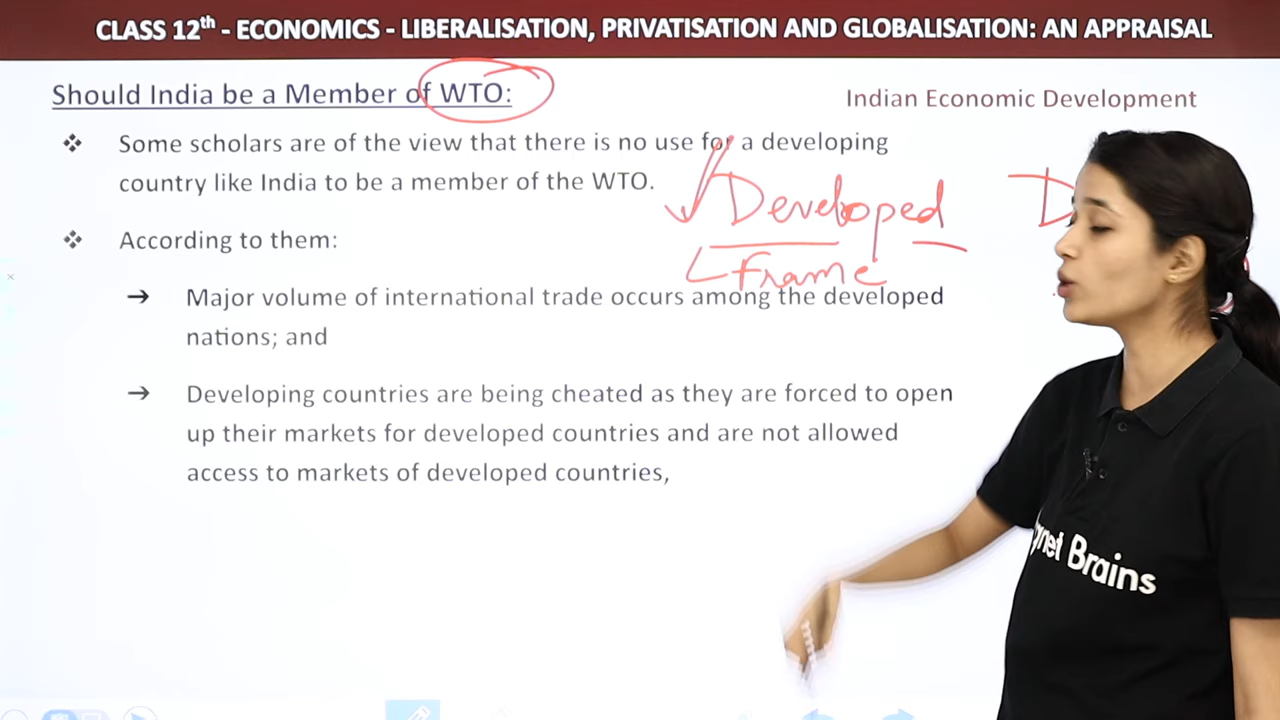 CLASS 12th - ECONOMICS - LIBERALISATION, PRIVATISATION AND GLOBALISATION: AN APPRAISAL
Should India be a Member of WTO:
Indian Economic Development
❖ Some scholars are of the view that there is no use for a developing
country like India to be a member of the WTO.
Developed
D
Frame
❖ According to them:
➔ Major volume of international trade occurs among the developed
nations; and
➔ Developing countries are being cheated as they are forced to open
up their markets for developed countries and are not allowed
access to markets of developed countries,
gnet Brains